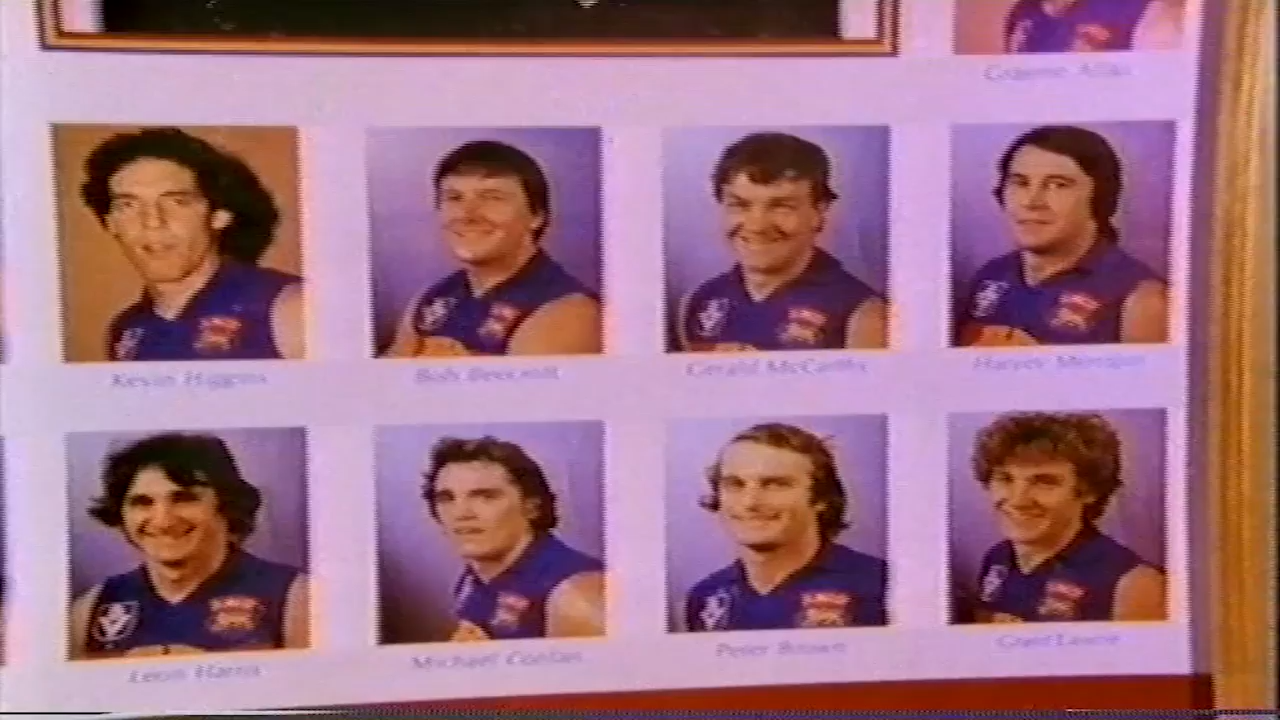 Graeme Allan
Kevin Higgins
Bob Beecroft
Gerald McCarthy
Harvey Merrigan
Leon Harris
Michael Conlan
Peter Brown
Grant Lawrie